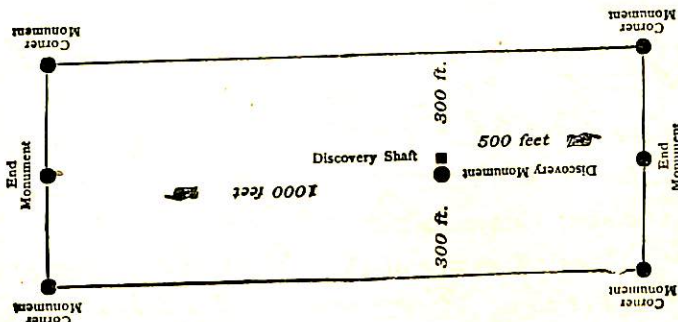 Corner
Monument
Corner
Monument
300 ft.
500 feet
Discovery Shaft
Discovery Monument
End
Monument
End
Monument
1000 feet
300 ft.
Corner
Monument
Corner
Monument